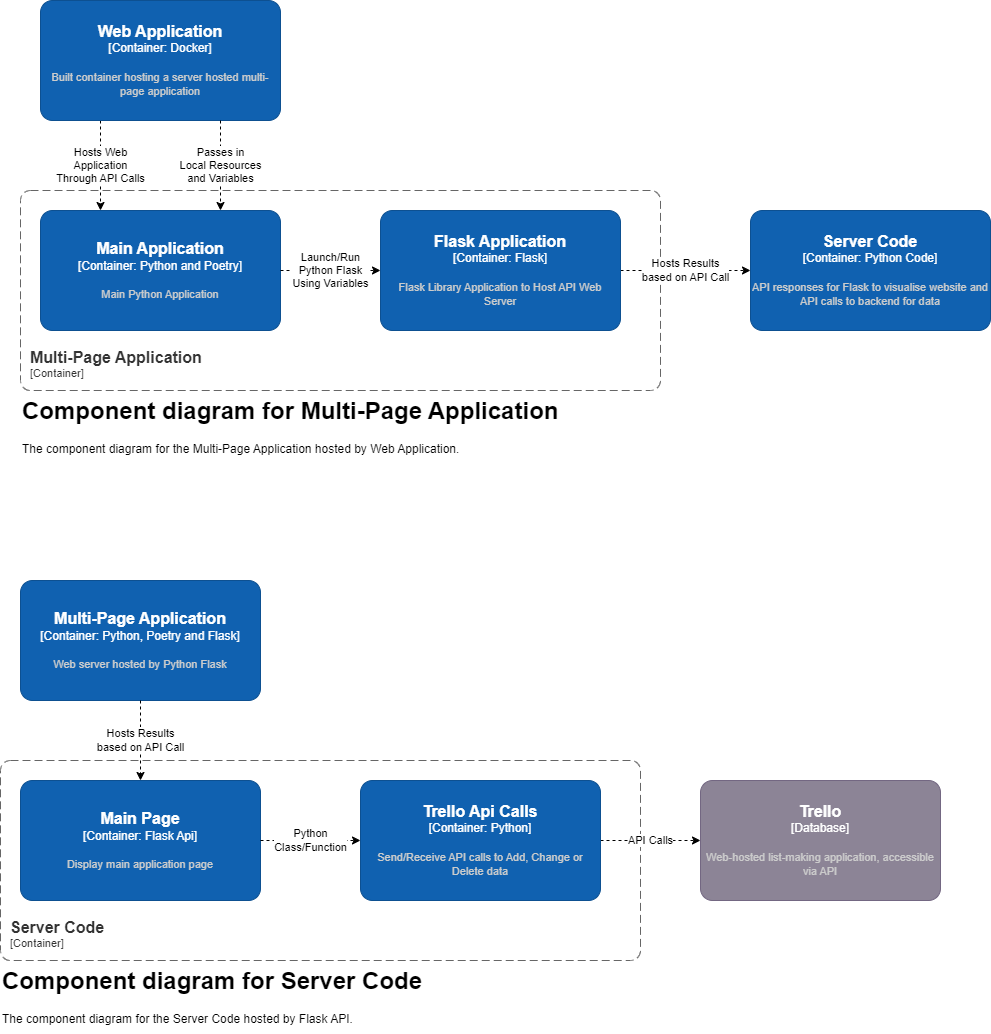 Web Application
[Container: Docker]
Built container hosting a server hosted multi-
page application
Hosts Web
Application
Through API Calls
Passes in
Local Resources
and Variables
Main Application
[Container: Python and Poetry]
Main Python Application
Launch/Run
Python Flask
Using Variables
Flask Application
[Container: Flask]
Flask Library Application to Host API Web
Server
Hosts Results
based on API Call
Server Code
[Container: Python Code]
API responses for Flask to visualise website and
API calls to backend for data
Multi-Page Application
[Container]
Component diagram for Multi-Page Application
The component diagram for the Multi-Page Application hosted by Web Application.
Multi-Page Application
[Container: Python, Poetry and Flask]
Web server hosted by Python Flask
Hosts Results
based on API Call
Main Page
[Container: Flask Api]
Display main application page
Python
Class/Function
Trello Api Calls
[Container: Python]
Send/Receive API calls to Add, Change or
Delete data
API Calls
Trello
[Database]
Web-hosted list-making application, accessible
via API
Server Code
[Container]
Component diagram for Server Code
The component diagram for the Server Code hosted by Flask API.